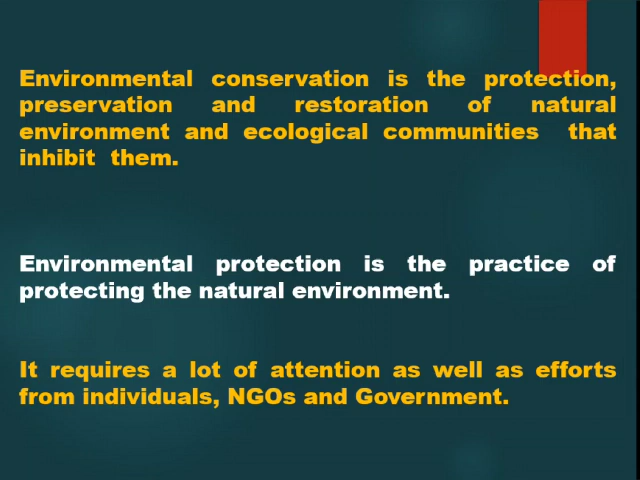 Environmental conservation is the protection,
preservation and restoration of natural
environment and ecological communities that
inhibit them.
Environmental protection is the practice of
protecting the natural environment.
It requires a lot of attention as well as efforts
from individuals, NGOs and Government.